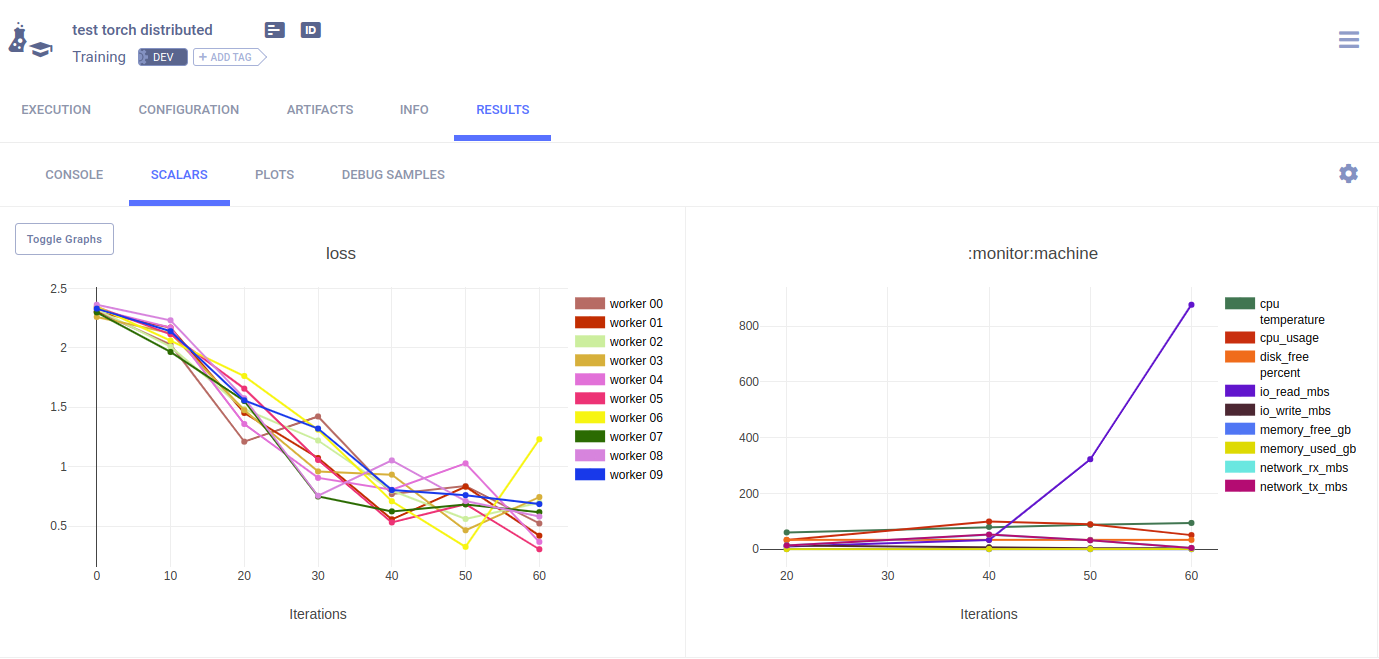 test torch distributed
ID
Training
DEV
+ ADD TAG
EXECUTION
CONFIGURATION
ARTIFACTS
INFO
RESULTS
CONSOLE
SCALARS
PLOTS
DEBUG SAMPLES
Toggle Graphs
loss
2.5
2
1.5
1
0.5
0 10 20 30 40 50 60
Iterations
worker 00
worker 01
worker 02
worker 03
worker 04
worker 05
worker 06
worker 07
worker 08
worker 09
:monitor:machine
800
600
400
200
0
20 30 40 50 60
Iterations
cpu
temperature
cpu_usage
disk_free
percent
io_read_mbs
io_write_mbs
memory_free_gb
memory_used_gb
network_rx_mbs
network_tx_mbs